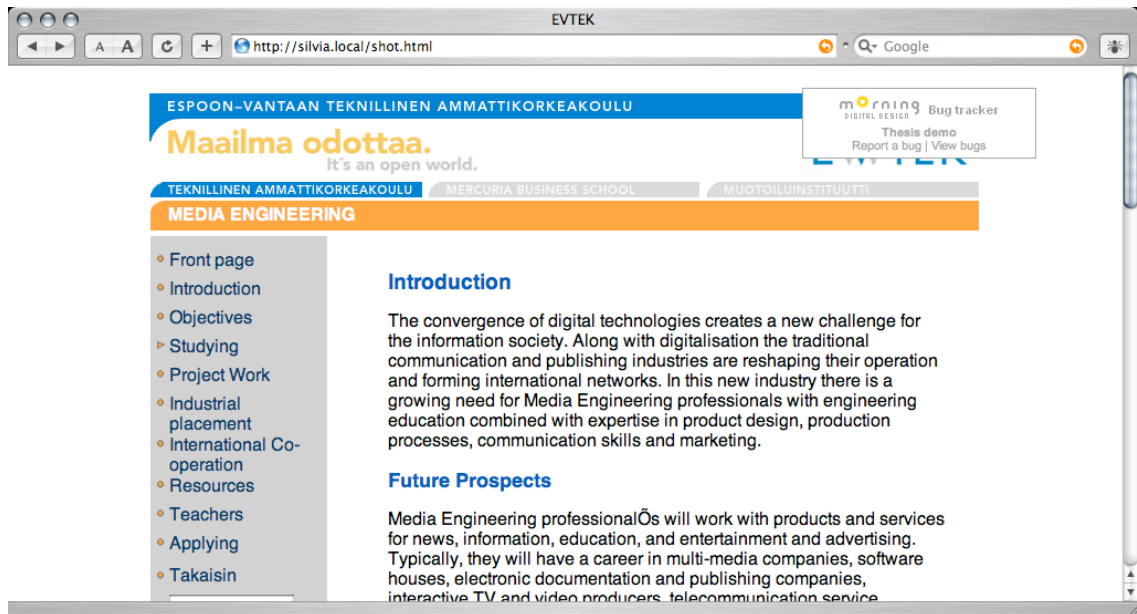 EVTEK
A A
http://silvia.local/shot.html
Google
ESPOON–VANTAAN TEKNILLINEN AMMATTIKORKEAKOULU
morning Bug tracker
DIGITAL DESIGN
Thesis demo
Report a bug | View bugs
Maailma odottaa.
It´s an open world.
TEKNILLINEN AMMATTIKORKEAKOULU MERCURIA BUSINESS SCHOOL MUOTOILUINSTITUUTTI
MEDIA ENGINEERING
Front page
Introduction
Objectives
Studying
Project Work
Industrial
placement
International Co-
operation
Resources
Teachers
Applying
Takaisin
Introduction
The convergence of digital technologies creates a new challenge for
the information society. Along with digitalisation the traditional
communication and publishing industries are reshaping their operation
and forming international networks. In this new industry there is a
growing need for Media Engineering professionals with engineering
education combined with expertise in product design, production
processes, communication skills and marketing.
Future Prospects
Media Engineering professionalÕs will work with products and services
for news, information, education, and entertainment and advertising.
Typically, they will have a career in multi-media companies, software
houses, electronic documentation and publishing companies,
interactive TV and video producers, telecommunication service